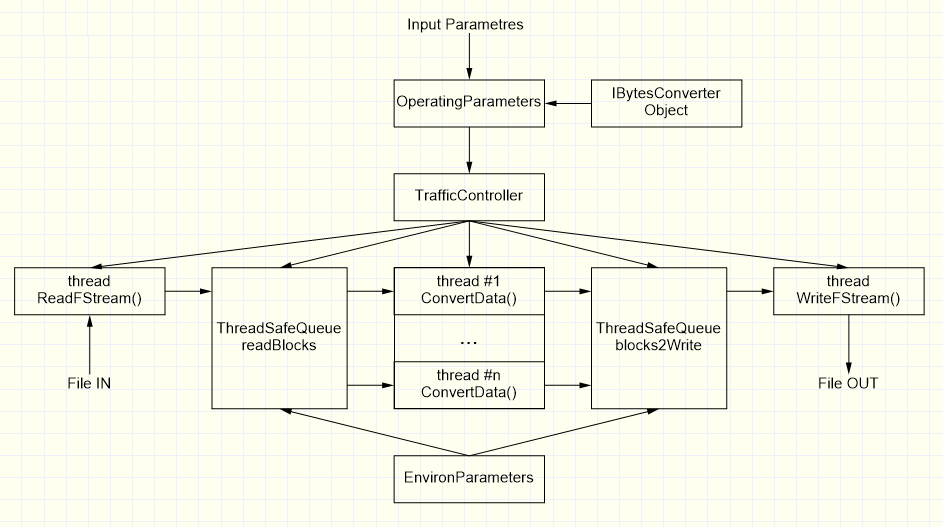 Input Parametres
OperatingParameters
IBytesConverter
Object
TrafficController
thread
ReadFStream()
ThreadSafeQueue
readBlocks
thread #1
ConvertData()
...
thread #n
ConvertData()
ThreadSafeQueue
blocks2Write
thread
WriteFStream()
File IN
File OUT
EnvironParameters